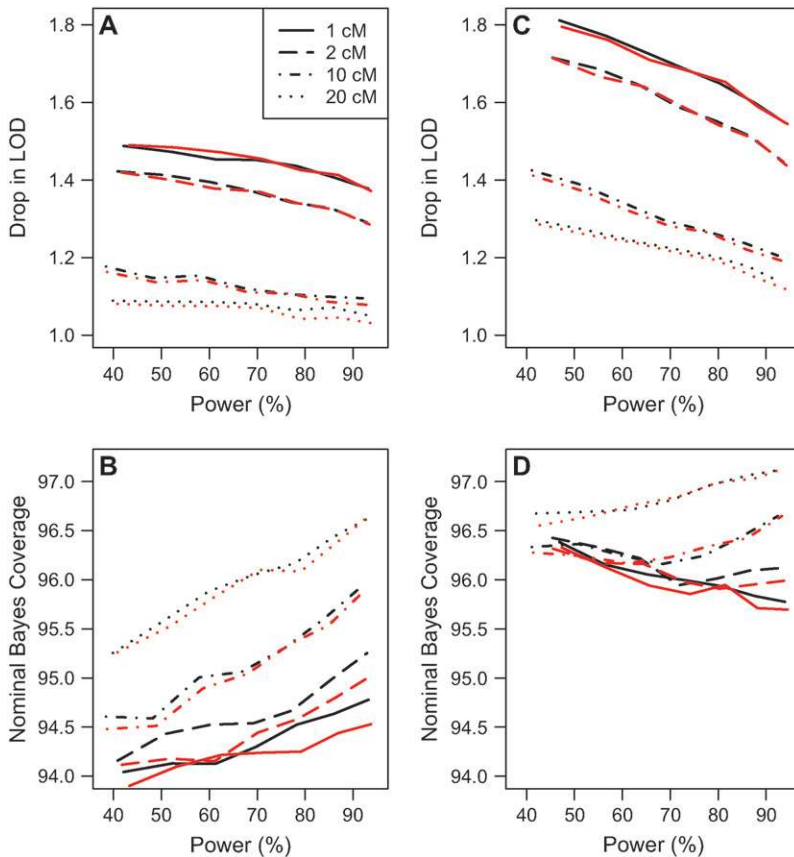 A
1 cM
2 cM
10 cM
20 cM
Drop in LOD
1.8
1.6
1.4
1.2
1.0
40 50 60 70 80 90
Power (%)
C
Drop in LOD
1.8
1.6
1.4
1.2
1.0
40 50 60 70 80 90
Power (%)
B
Nominal Bayes Coverage
97.0
96.5
96.0
95.5
95.0
94.5
94.0
40 50 60 70 80 90
Power (%)
D
Nominal Bayes Coverage
97.0
96.5
96.0
95.5
95.0
94.5
94.0
40 50 60 70 80 90
Power (%)